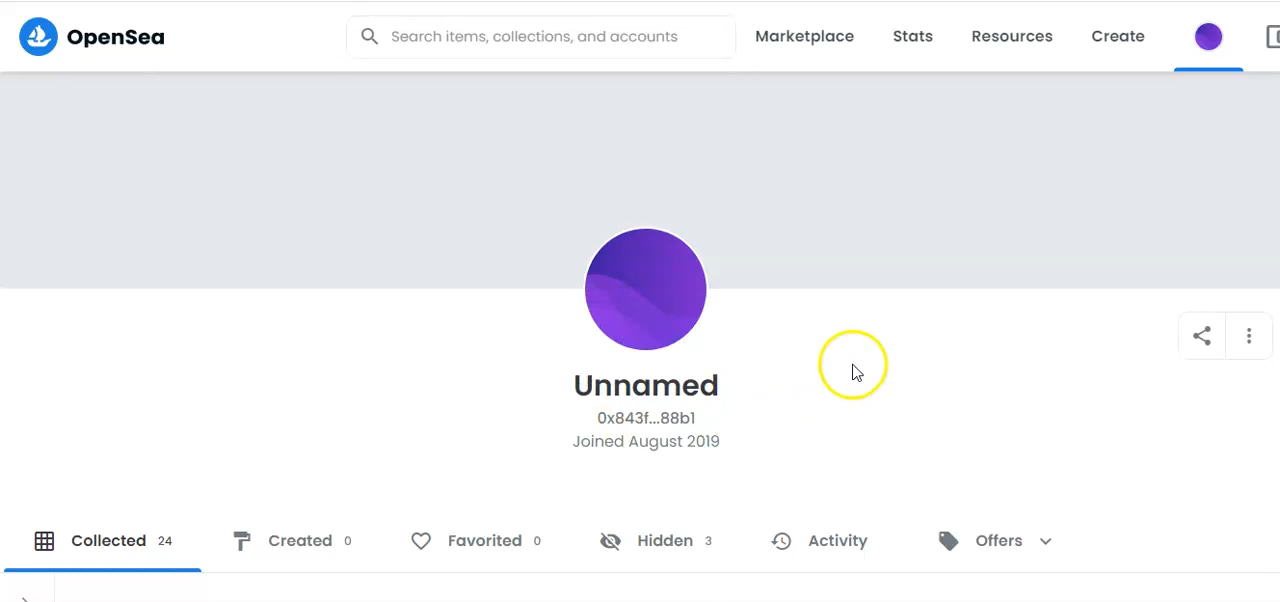 OpenSea
Search items, collections, and accounts
Marketplace
Stats
Resources
Create
Unnamed
0x843f...88b1
Joined August 2019
Collected 24
Created 0
Favorited 0
Hidden 3
Activity
Offers